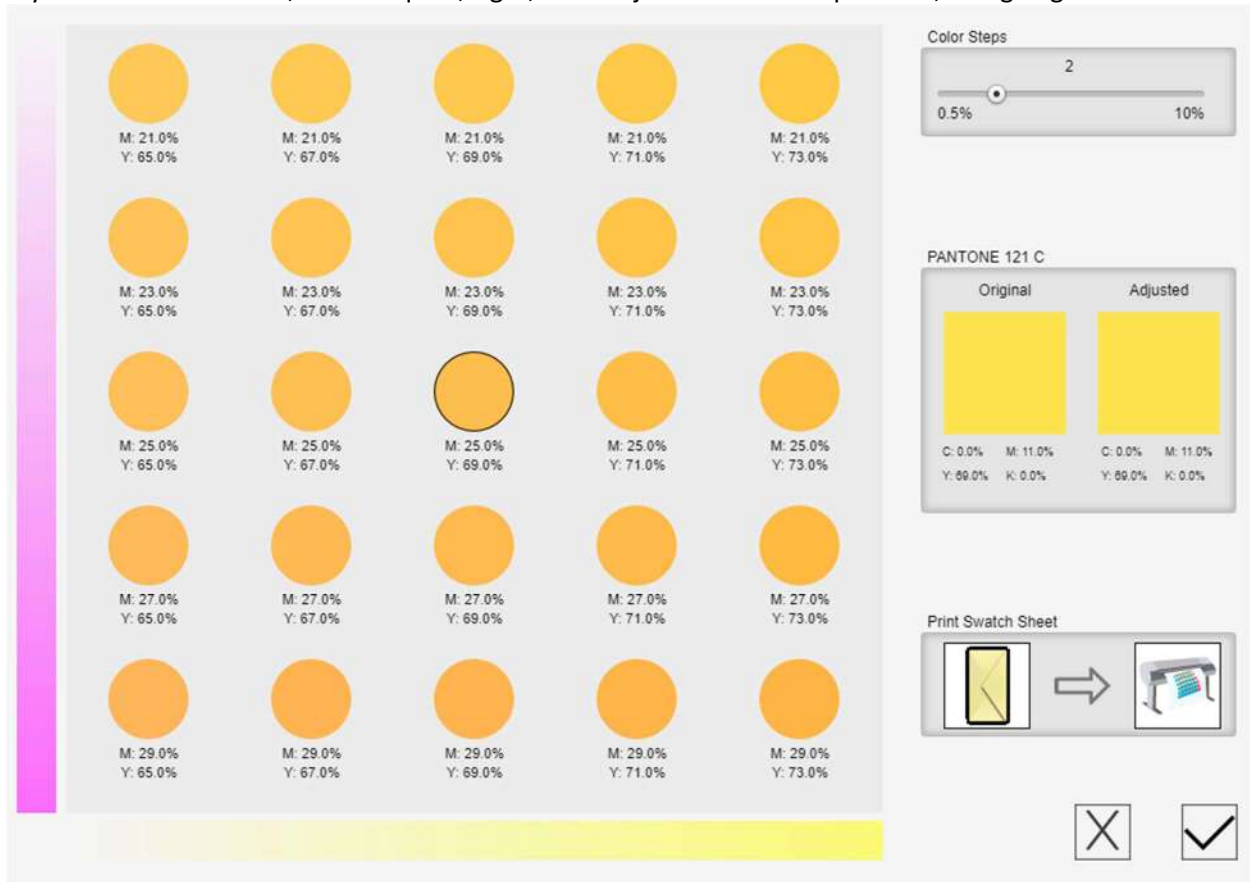 Color Steps
2
0.5% 10%
M: 21.0% M: 21.0% M: 21.0% M: 21.0% M: 21.0%
Y: 65.0% Y: 67.0% Y: 69.0% Y: 71.0% Y: 73.0%
M: 23.0% M: 23.0% M: 23.0% M: 23.0% M: 23.0%
Y: 65.0% Y: 67.0% Y: 69.0% Y: 71.0% Y: 73.0%
M: 25.0% M: 25.0% M: 25.0% M: 25.0% M: 25.0%
Y: 65.0% Y: 67.0% Y: 69.0% Y: 71.0% Y: 73.0%
M: 27.0% M: 27.0% M: 27.0% M: 27.0% M: 27.0%
Y: 65.0% Y: 67.0% Y: 69.0% Y: 71.0% Y: 73.0%
M: 29.0% M: 29.0% M: 29.0% M: 29.0% M: 29.0%
Y: 65.0% Y: 67.0% Y: 69.0% Y: 71.0% Y: 73.0%
PANTONE 121 C
Original Adjusted
C: 0.0% M: 11.0% C: 0.0% M: 11.0%
Y: 69.0% K: 0.0% Y: 69.0% K: 0.0%
Print Swatch Sheet